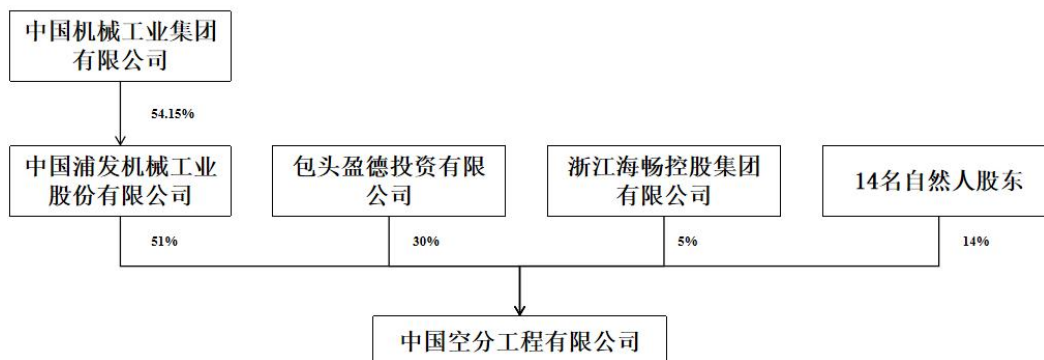 中国机械工业集团
有限公司
54.15%
中国浦发机械工业
股份有限公司
包头盈德投资有限
公司
浙江海畅控股集团
有限公司
14名自然人股东
51%
30%
5%
14%
中国空分工程有限公司